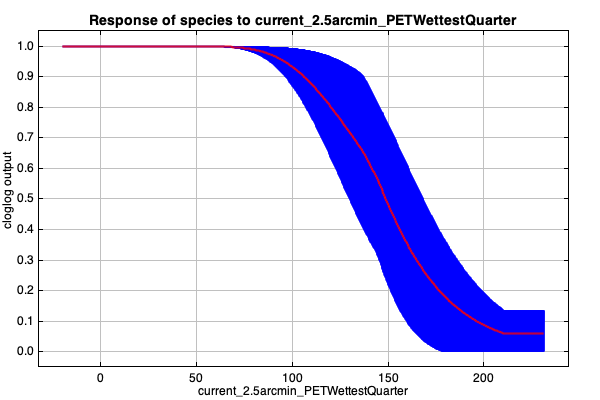 Response of species to current_2.5arcmin_PETWettestQuarter
1.0
0.9
0.8
0.7
0.6
0.5
0.4
0.3
0.2
0.1
0.0
cloglog output
0 50 100 150 200
current_2.5arcmin_PETWettestQuarter